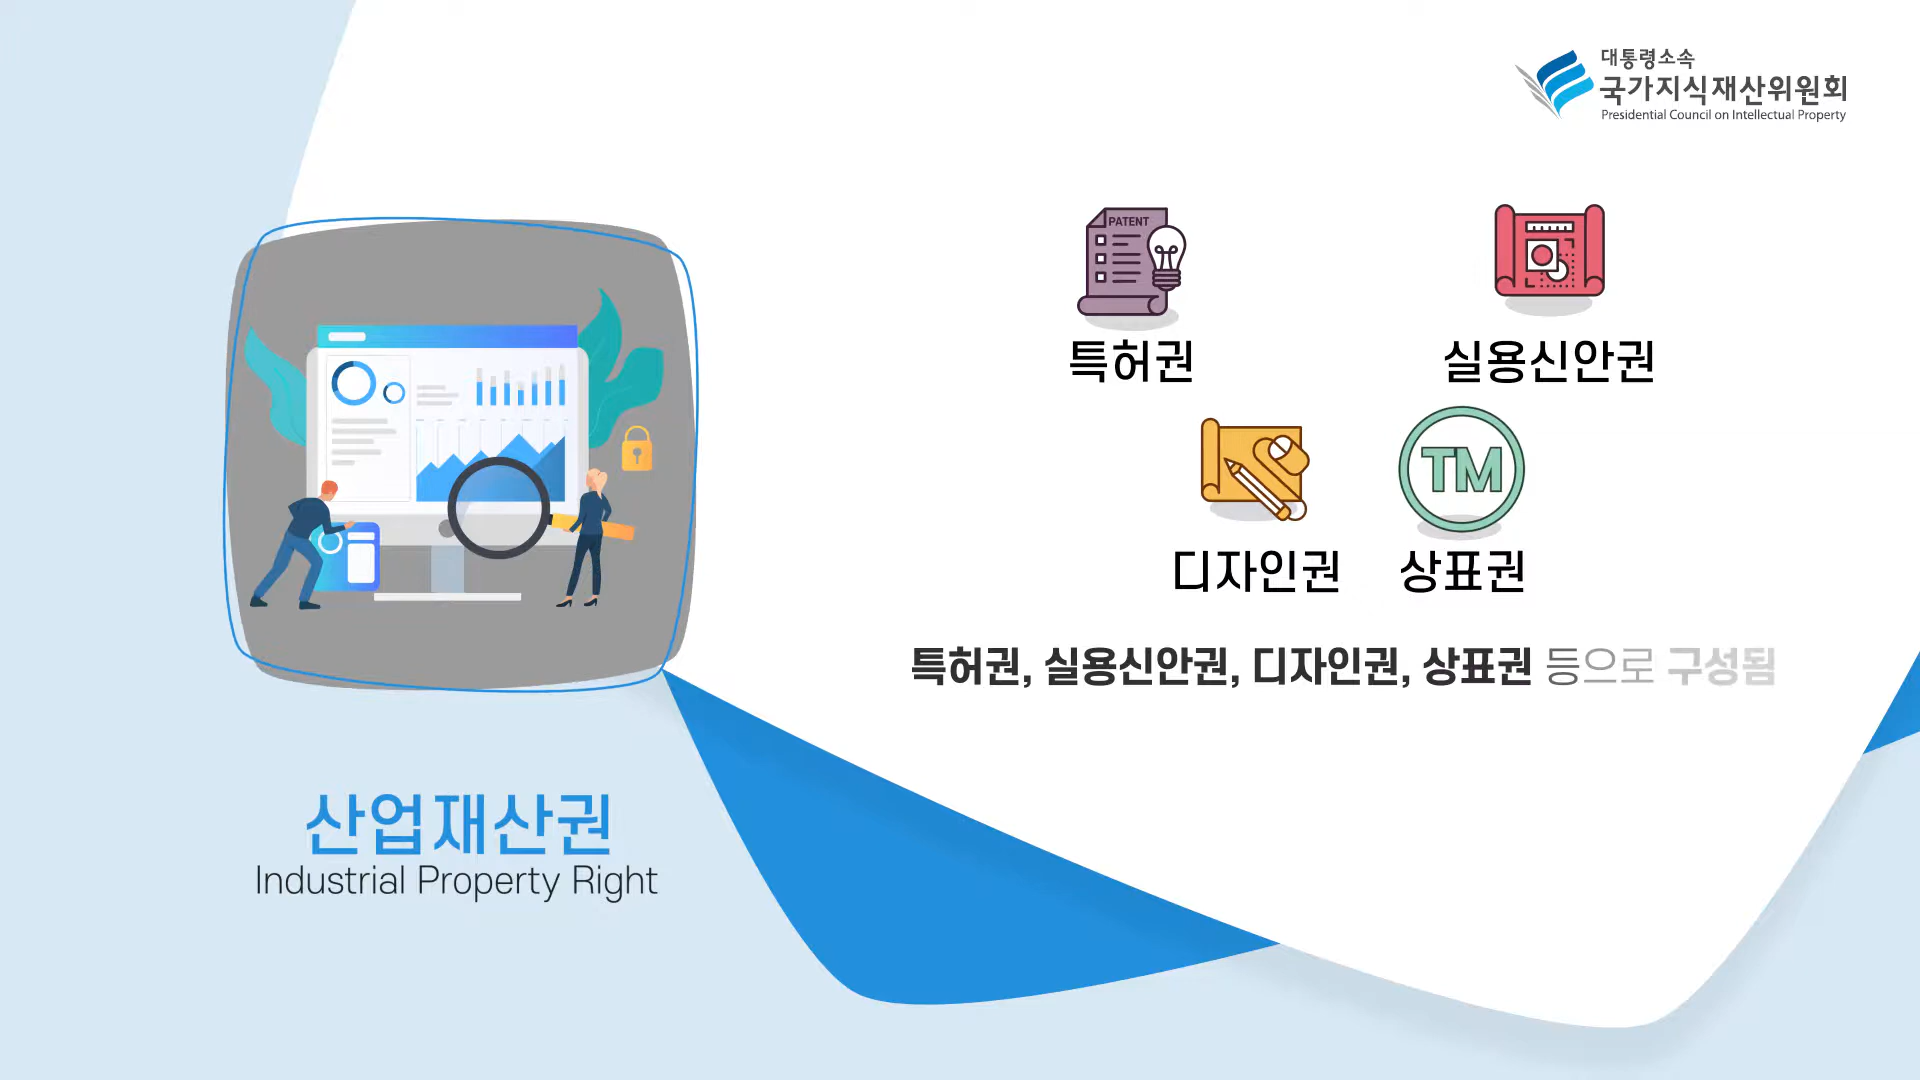 대통령소속
국가지식재산위원회
Presidential Council on Intellectual Property
PATENT
특허권
실용신안권
TM
디자인권
상표권
특허권, 실용신안권, 디자인권, 상표권 등으로 구성됨
산업재산권
Industrial Property Right